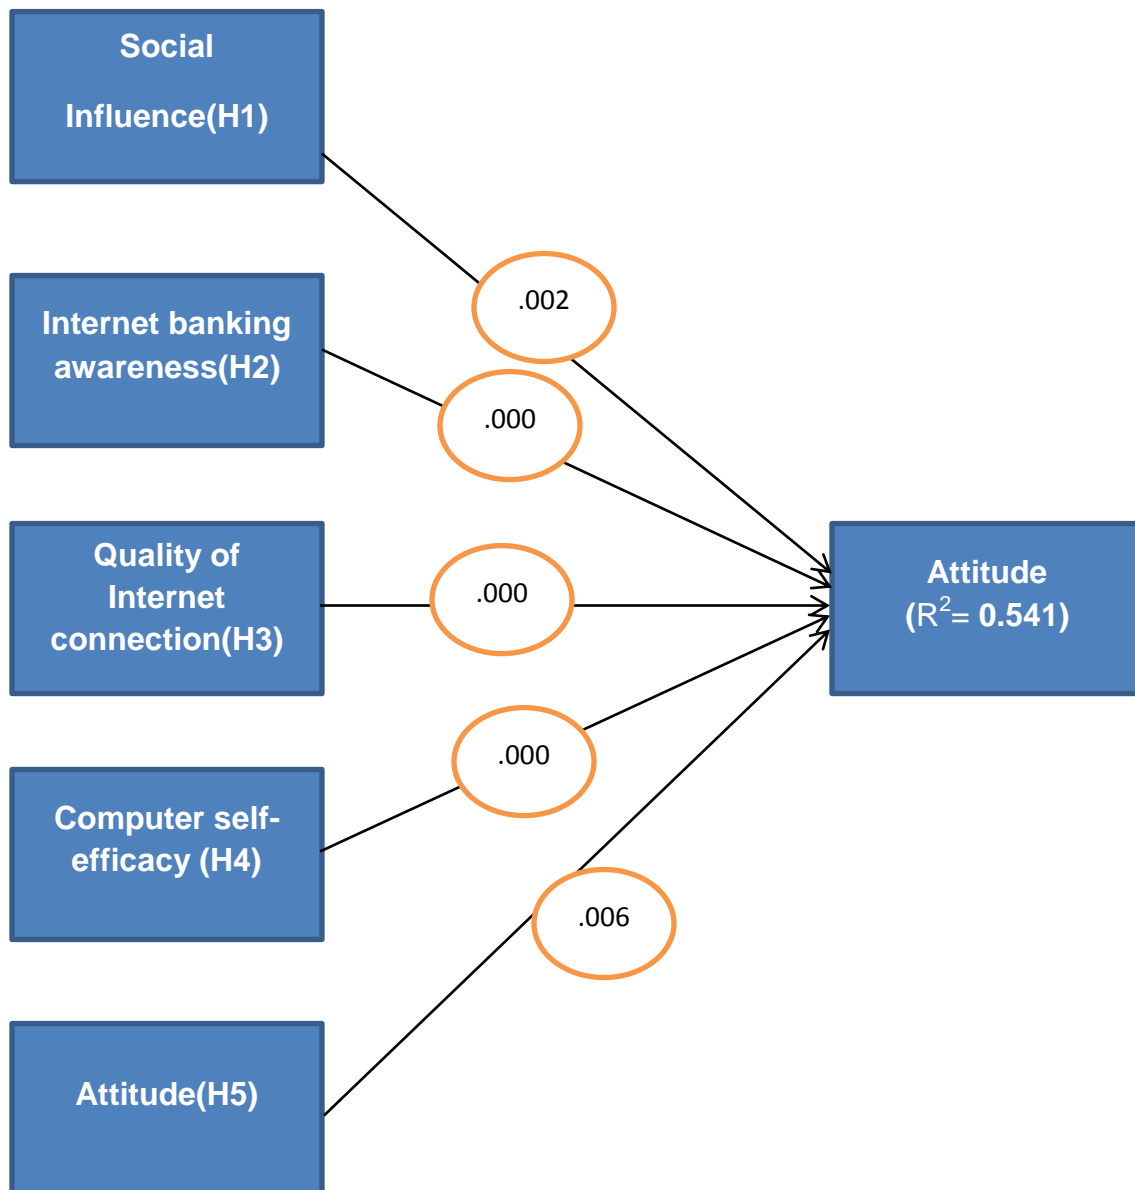 Social
Influence(H1)
.002
Internet banking
awareness(H2)
.000
Quality of
Internet
connection(H3)
.000
Attitude
(R²= 0.541)
.000
Computer self-
efficacy (H4)
.006
Attitude(H5)